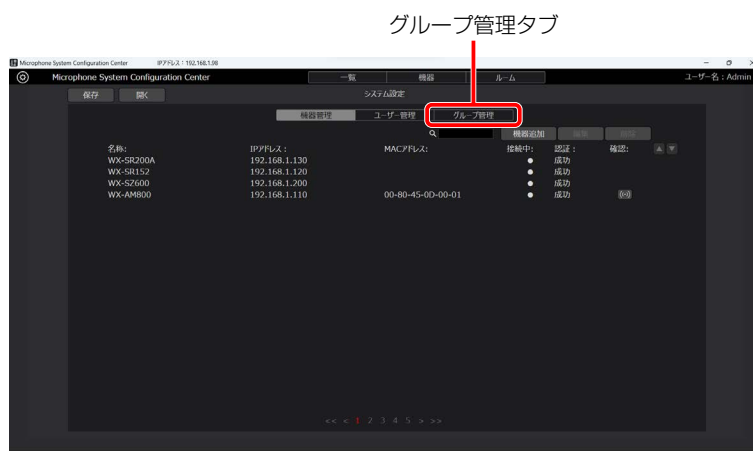 グループ管理タブ
Microphone System Configuration Center IPアドレス：192.168.1.98
Microphone System Configuration Center 一覧 機器 ルーム ユーザー名：Admin
保存 開く システム設定
機器管理 ユーザー管理 グループ管理
機器追加 編集 削除
名称: IPアドレス： MACアドレス: 接続中: 認証： 確認:
WX-SR200A 192.168.1.130 ● 成功
WX-SR152 192.168.1.120 ● 成功
WX-SZ600 192.168.1.200 ● 成功
WX-AM800 192.168.1.110 00-80-45-0D-00-01 ● 成功
<< < 1 2 3 4 5 > >>